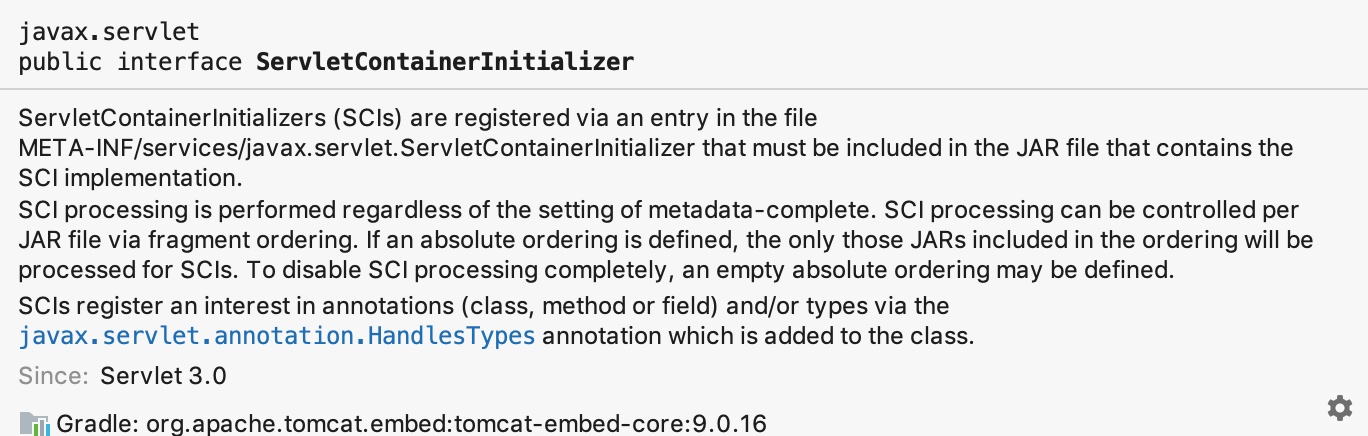 javax.servlet
public interface ServletContainerInitializer
ServletContainerInitializers (SCIs) are registered via an entry in the file
META-INF/services/javax.servlet.ServletContainerInitializer that must be included in the JAR file that contains the
SCI implementation.
SCI processing is performed regardless of the setting of metadata-complete. SCI processing can be controlled per
JAR file via fragment ordering. If an absolute ordering is defined, the only those JARs included in the ordering will be
processed for SCIs. To disable SCI processing completely, an empty absolute ordering may be defined.
SCIs register an interest in annotations (class, method or field) and/or types via the
javax.servlet.annotation.HandlesTypes annotation which is added to the class.
Since: Servlet 3.0
Gradle: org.apache.tomcat.embed:tomcat-embed-core:9.0.16